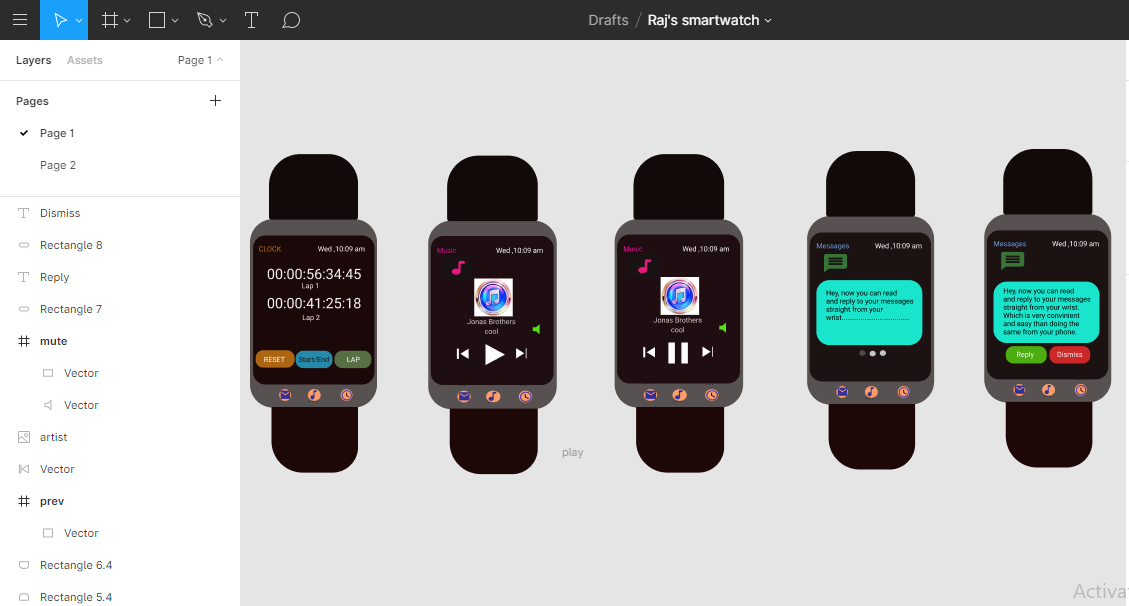 Drafts / Raj's smartwatch
Layers Assets Page 1
Pages
Page 1
Page 2
Dismiss
Rectangle 8
Reply
Rectangle 7
mute
Vector
Vector
artist
Vector
prev
Vector
Rectangle 6.4
Rectangle 5.4
CLOCK Wed ,10:09 am
00:00:56:34:45
Lap 1
00:00:41:25:18
Lap 2
RESET Start/End LAP
Music Wed ,10:09 am
Jonas Brothers
cool
play
Music Wed ,10:09 am
Jonas Brothers
cool
Messages Wed ,10:09 am
Hey, now you can read
and reply to your messages
straight from your
wrist.................................
Messages Wed ,10:09 am
Hey, now you can read
and reply to your messages
straight from your wrist.
Which is very convinient
and easy than doing the
same from your phone.
Reply Dismiss
Activa